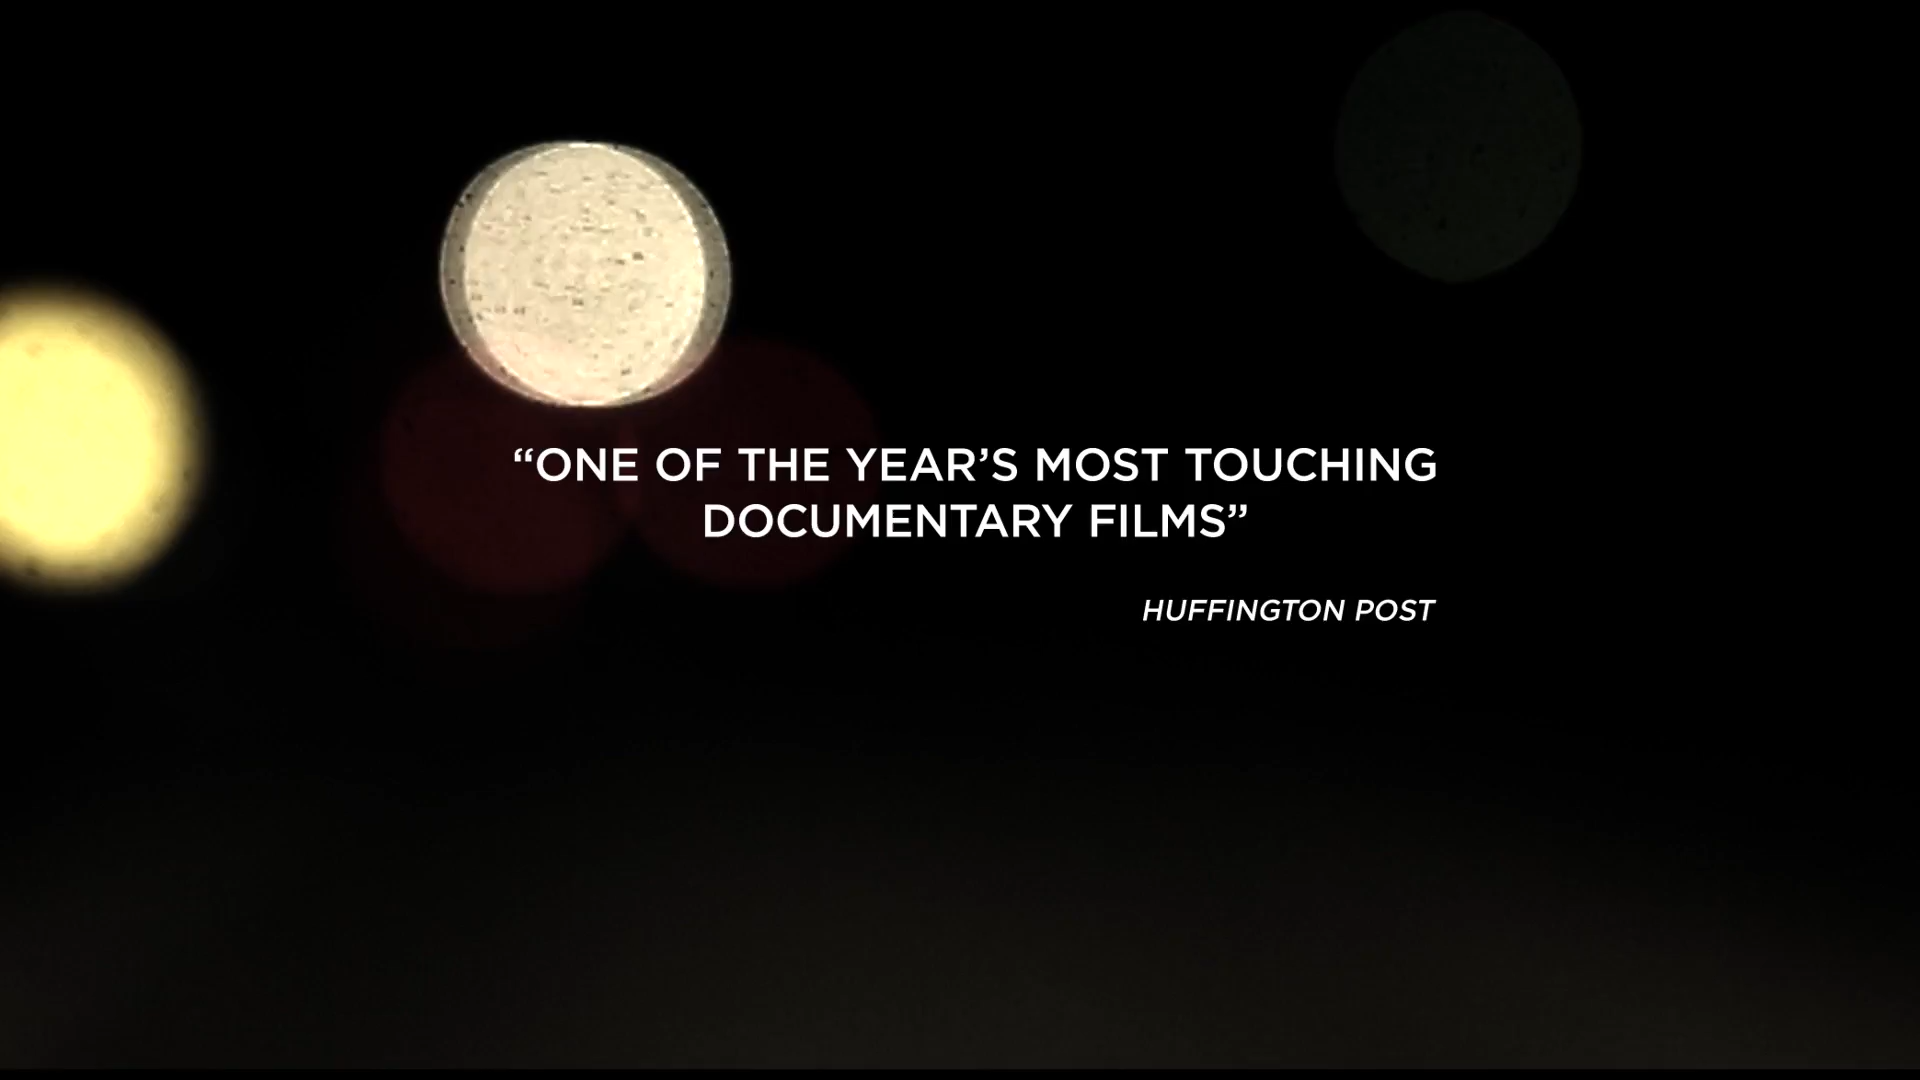 “ONE OF THE YEAR’S MOST TOUCHING
DOCUMENTARY FILMS”
HUFFINGTON POST